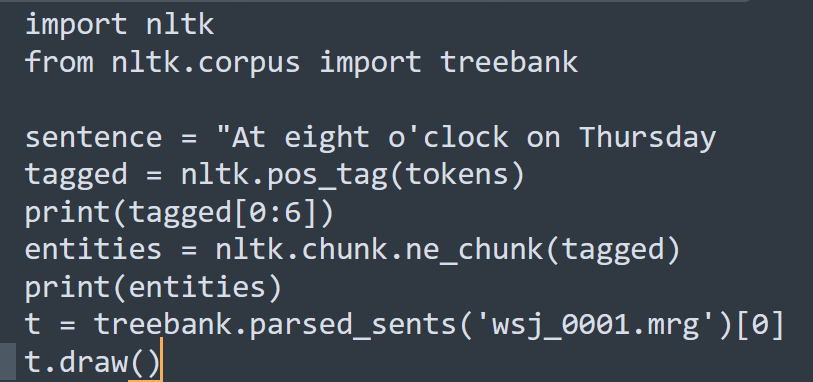 import nltk
from nltk.corpus import treebank
sentence = "At eight o'clock on Thursday
tagged = nltk.pos_tag(tokens)
print(tagged[0:6])
entities = nltk.chunk.ne_chunk(tagged)
print(entities)
t = treebank.parsed_sents('wsj_0001.mrg')[0]
t.draw()